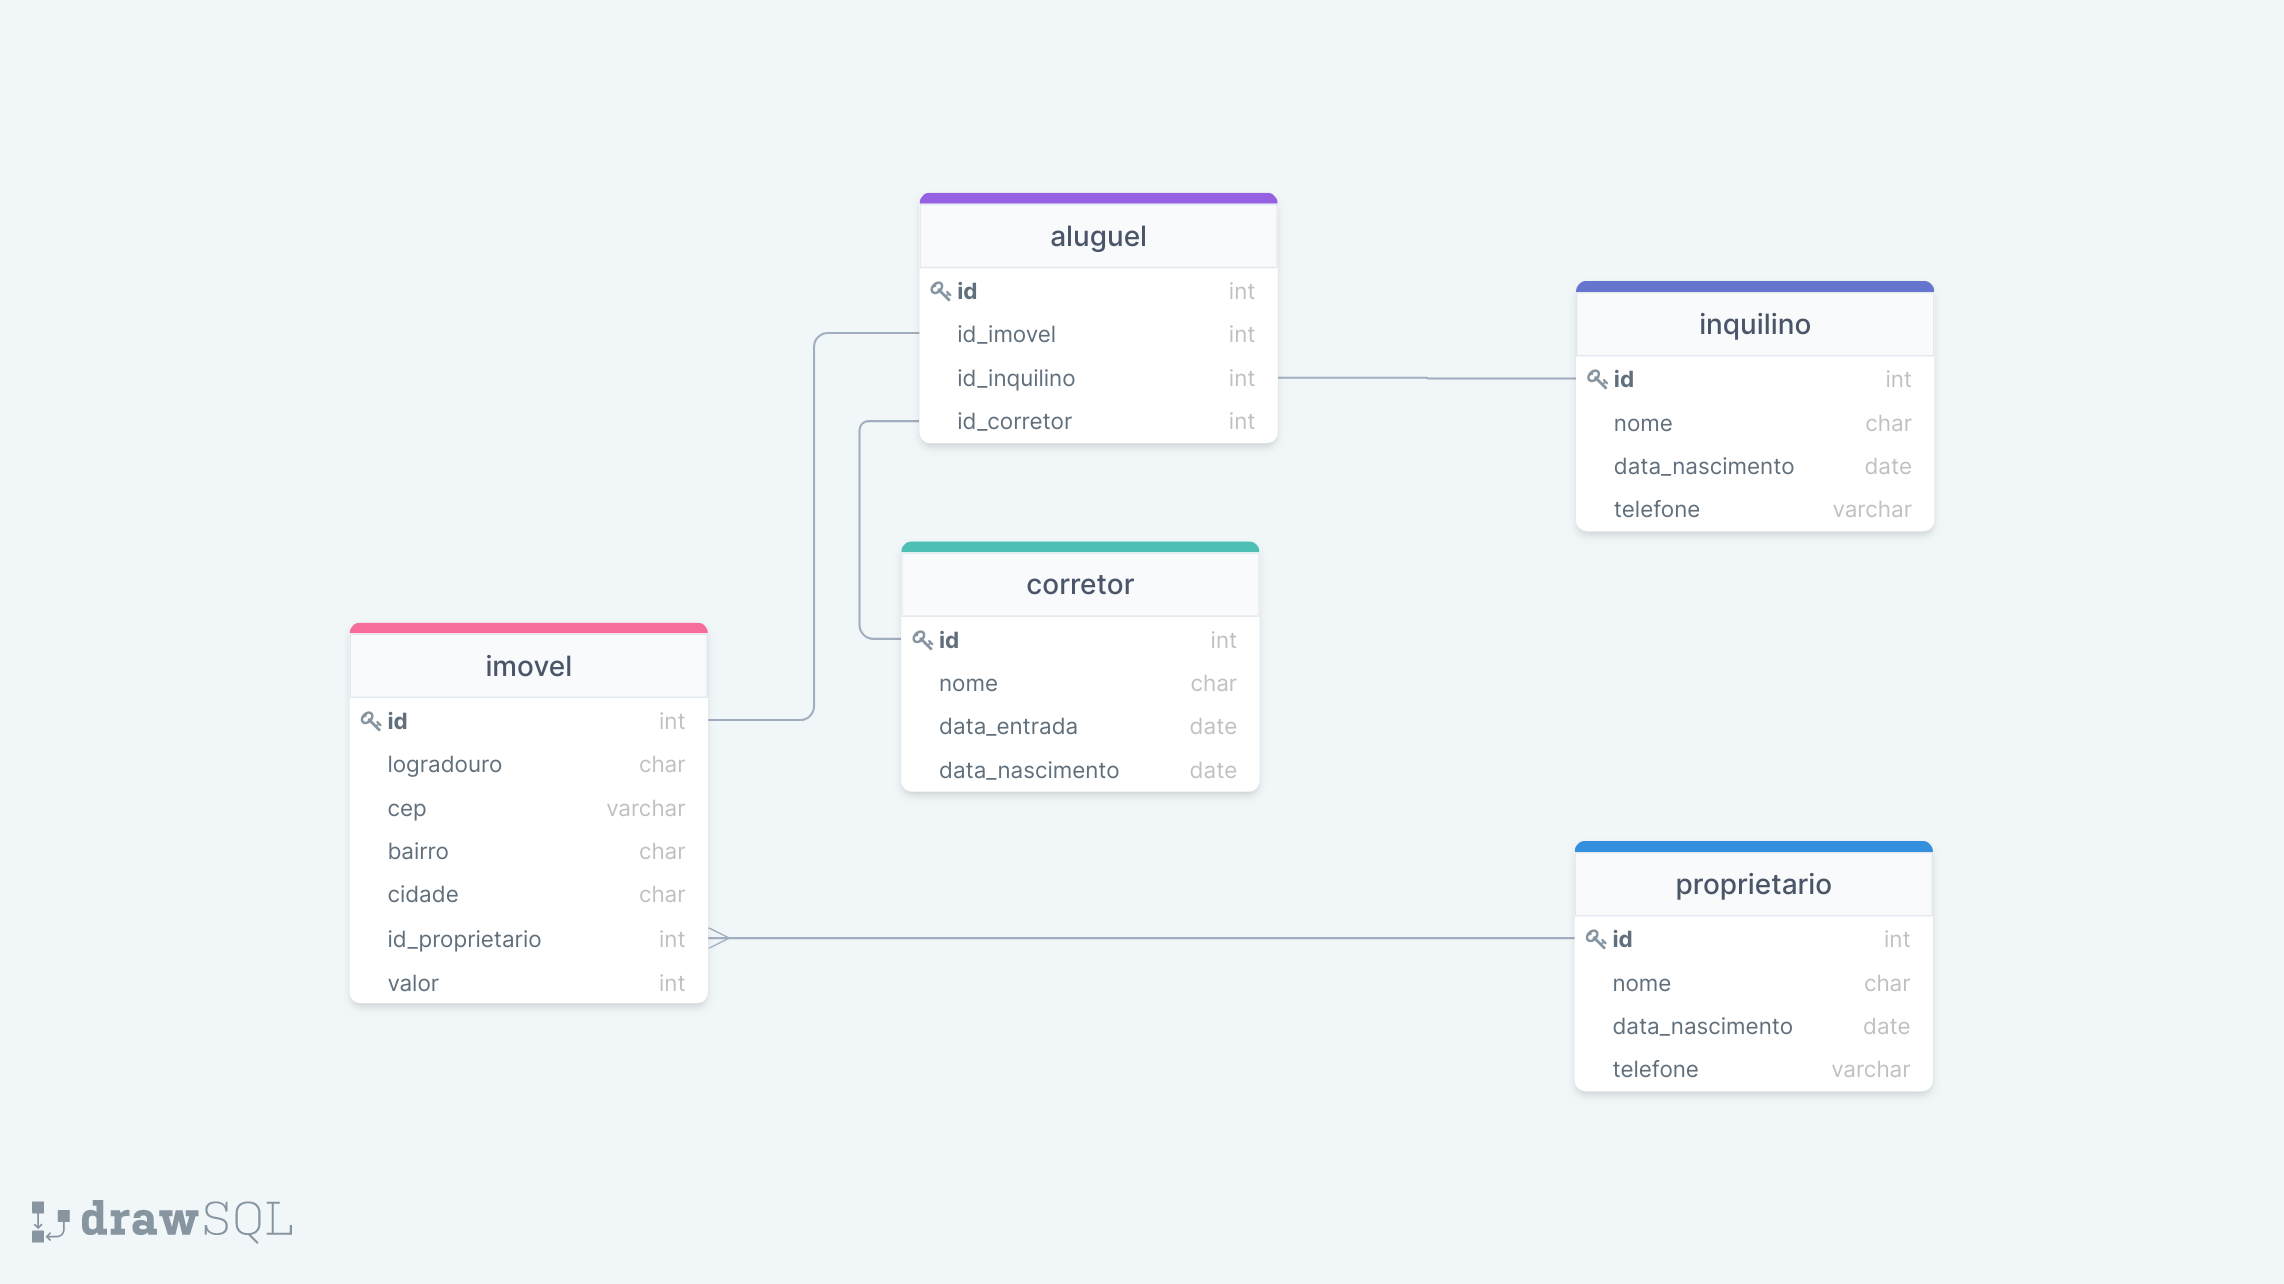 aluguel
id int
id_imovel int
id_inquilino int
id_corretor int
inquilino
id int
nome char
data_nascimento date
telefone varchar
corretor
id int
nome char
data_entrada date
data_nascimento date
imovel
id int
logradouro char
cep varchar
bairro char
cidade char
id_proprietario int
valor int
proprietario
id int
nome char
data_nascimento date
telefone varchar
drawSQL